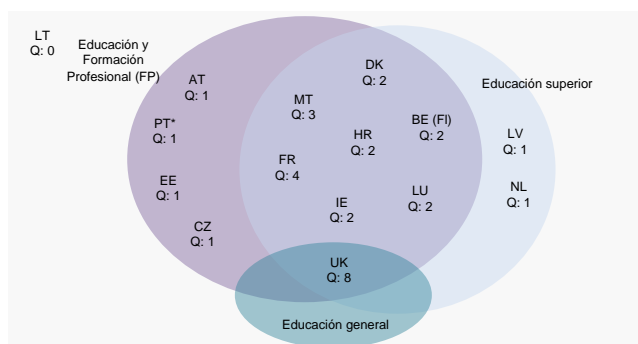 LT
Q: 0
Educación y
Formación
Profesional (FP)
AT
Q: 1
PT*
Q: 1
EE
Q: 1
CZ
Q: 1
DK
Q: 2
MT
Q: 3
HR
Q: 2
BE (Fl)
Q: 2
FR
Q: 4
IE
Q: 2
LU
Q: 2
UK
Q: 8
Educación superior
LV
Q: 1
NL
Q: 1
Educación general